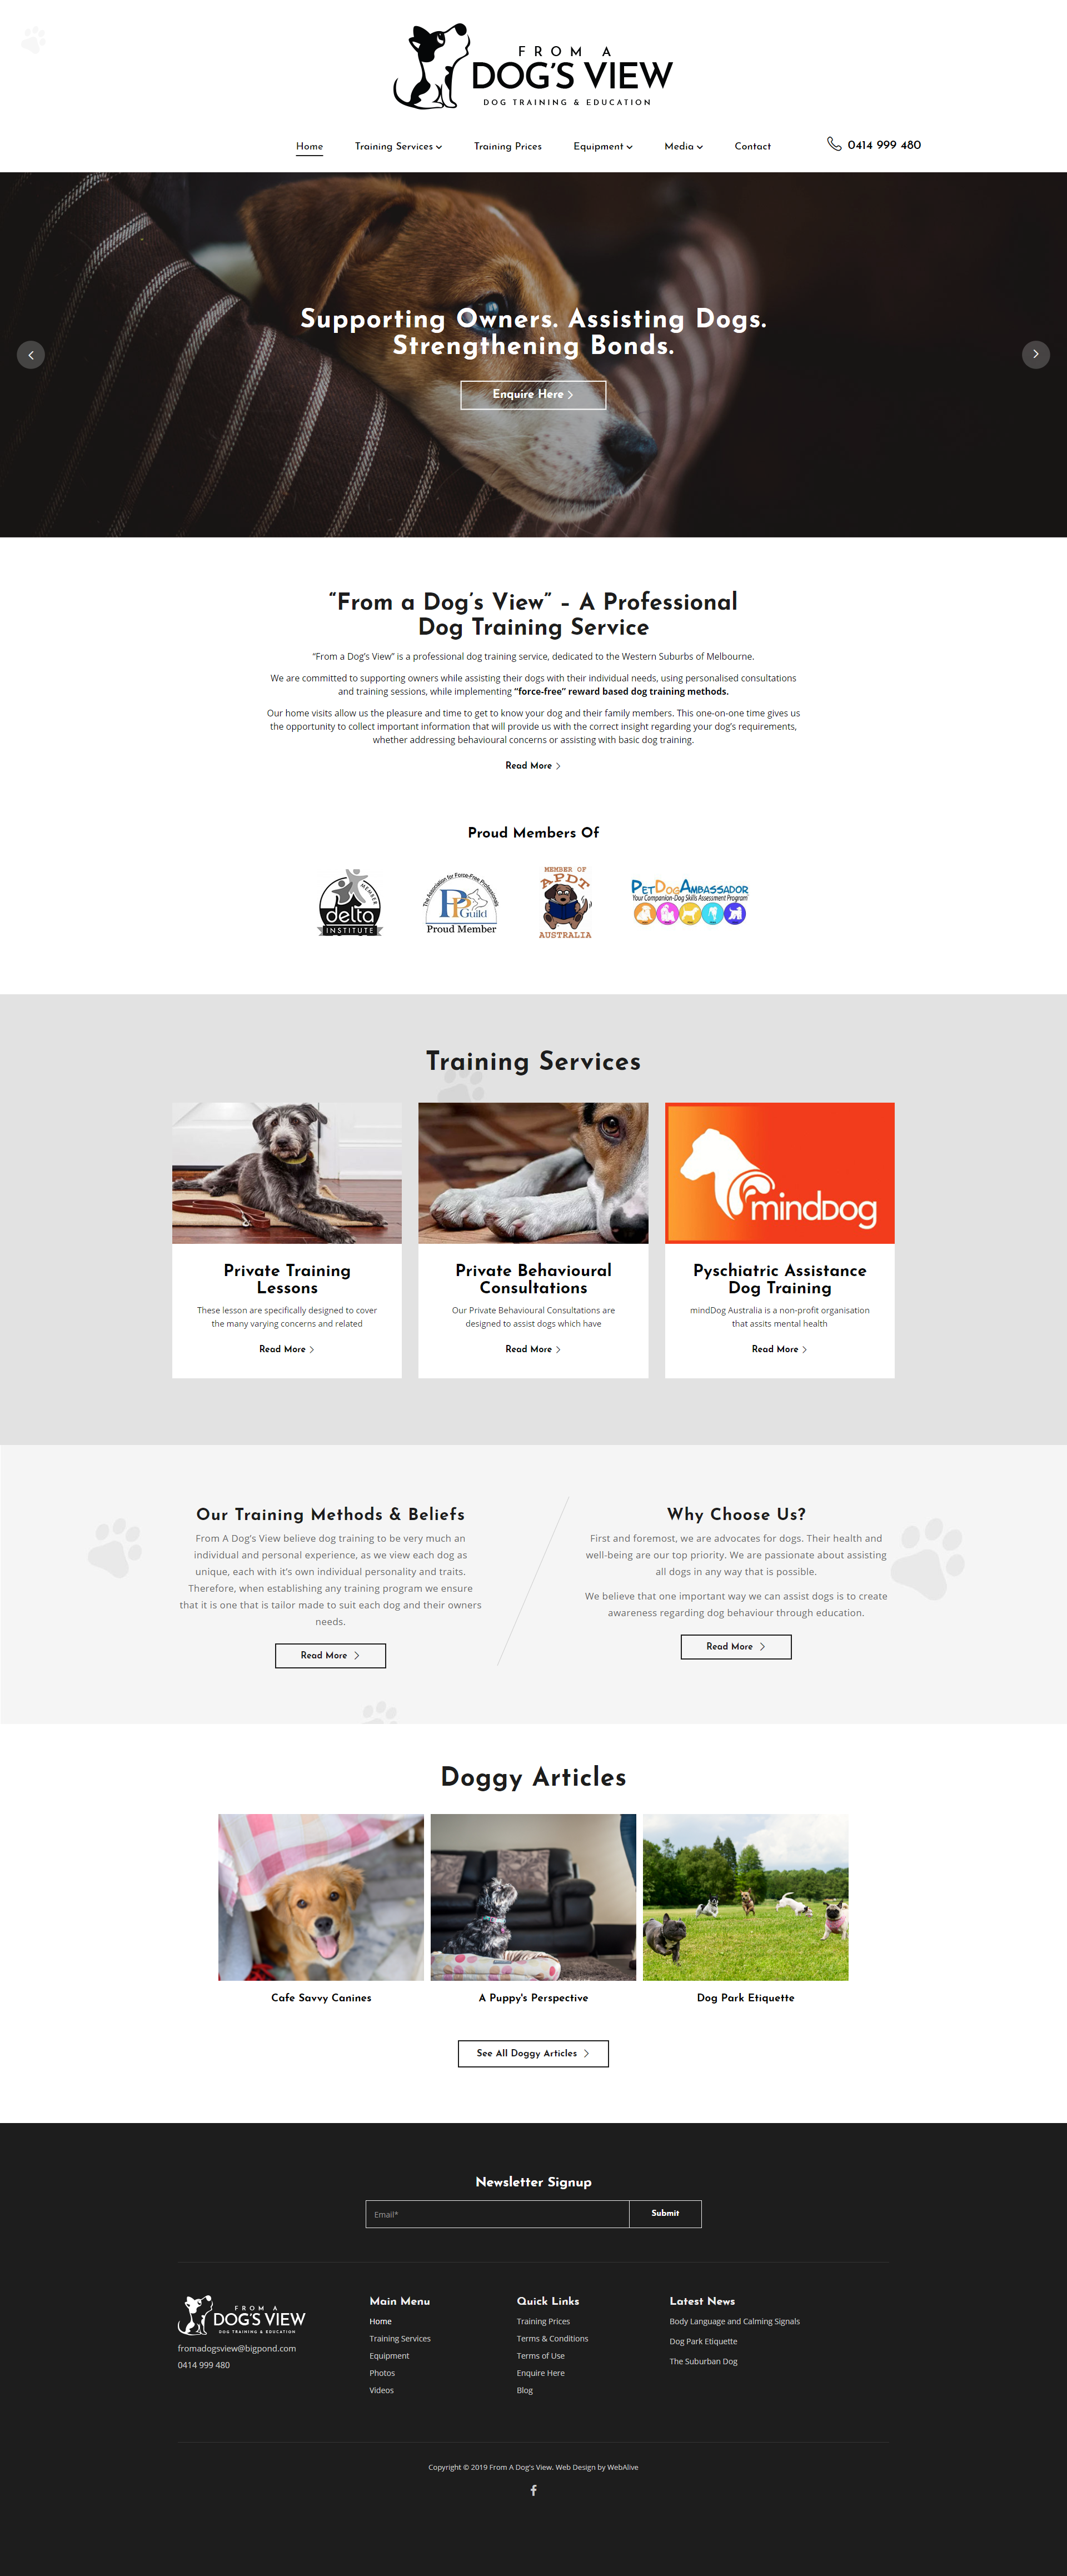 FROM A
DOG'S VIEW
DOG TRAINING & EDUCATION
Home
Training Services
Training Prices
Equipment
Media
Contact
0414 999 480
Supporting Owners. Assisting Dogs.
Strengthening Bonds.
Enquire Here
“From a Dog’s View” – A Professional
Dog Training Service
“From a Dog’s View” is a professional dog training service, dedicated to the Western Suburbs of Melbourne.
We are committed to supporting owners while assisting their dogs with their individual needs, using personalised consultations
and training sessions, while implementing “force-free” reward based dog training methods.
Our home visits allow us the pleasure and time to get to know your dog and their family members. This one-on-one time gives us
the opportunity to collect important information that will provide us with the correct insight regarding your dog’s requirements,
whether addressing behavioural concerns or assisting with basic dog training.
Read More
Proud Members Of
MEMBER
delta
INSTITUTE
The Association for Force-Free Professionals
PPGuild
Proud Member
MEMBER OF
APDT
AUSTRALIA
PETDOGAMBASSADOR
Your Companion-Dog Skills Assessment Program
Training Services
mindDog
Private Training
Lessons
These lesson are specifically designed to cover
the many varying concerns and related
Read More
Private Behavioural
Consultations
Our Private Behavioural Consultations are
designed to assist dogs which have
Read More
Pyschiatric Assistance
Dog Training
mindDog Australia is a non-profit organisation
that assits mental health
Read More
Our Training Methods & Beliefs
From A Dog’s View believe dog training to be very much an
individual and personal experience, as we view each dog as
unique, each with it’s own individual personality and traits.
Therefore, when establishing any training program we ensure
that it is one that is tailor made to suit each dog and their owners
needs.
Read More
Why Choose Us?
First and foremost, we are advocates for dogs. Their health and
well-being are our top priority. We are passionate about assisting
all dogs in any way that is possible.
We believe that one important way we can assist dogs is to create
awareness regarding dog behaviour through education.
Read More
Doggy Articles
Cafe Savvy Canines
A Puppy's Perspective
Dog Park Etiquette
See All Doggy Articles
Newsletter Signup
Email*
Submit
FROM A
DOG'S VIEW
DOG TRAINING & EDUCATION
fromadogsview@bigpond.com
0414 999 480
Main Menu
Home
Training Services
Equipment
Photos
Videos
Quick Links
Training Prices
Terms & Conditions
Terms of Use
Enquire Here
Blog
Latest News
Body Language and Calming Signals
Dog Park Etiquette
The Suburban Dog
Copyright © 2019 From A Dog's View. Web Design by WebAlive